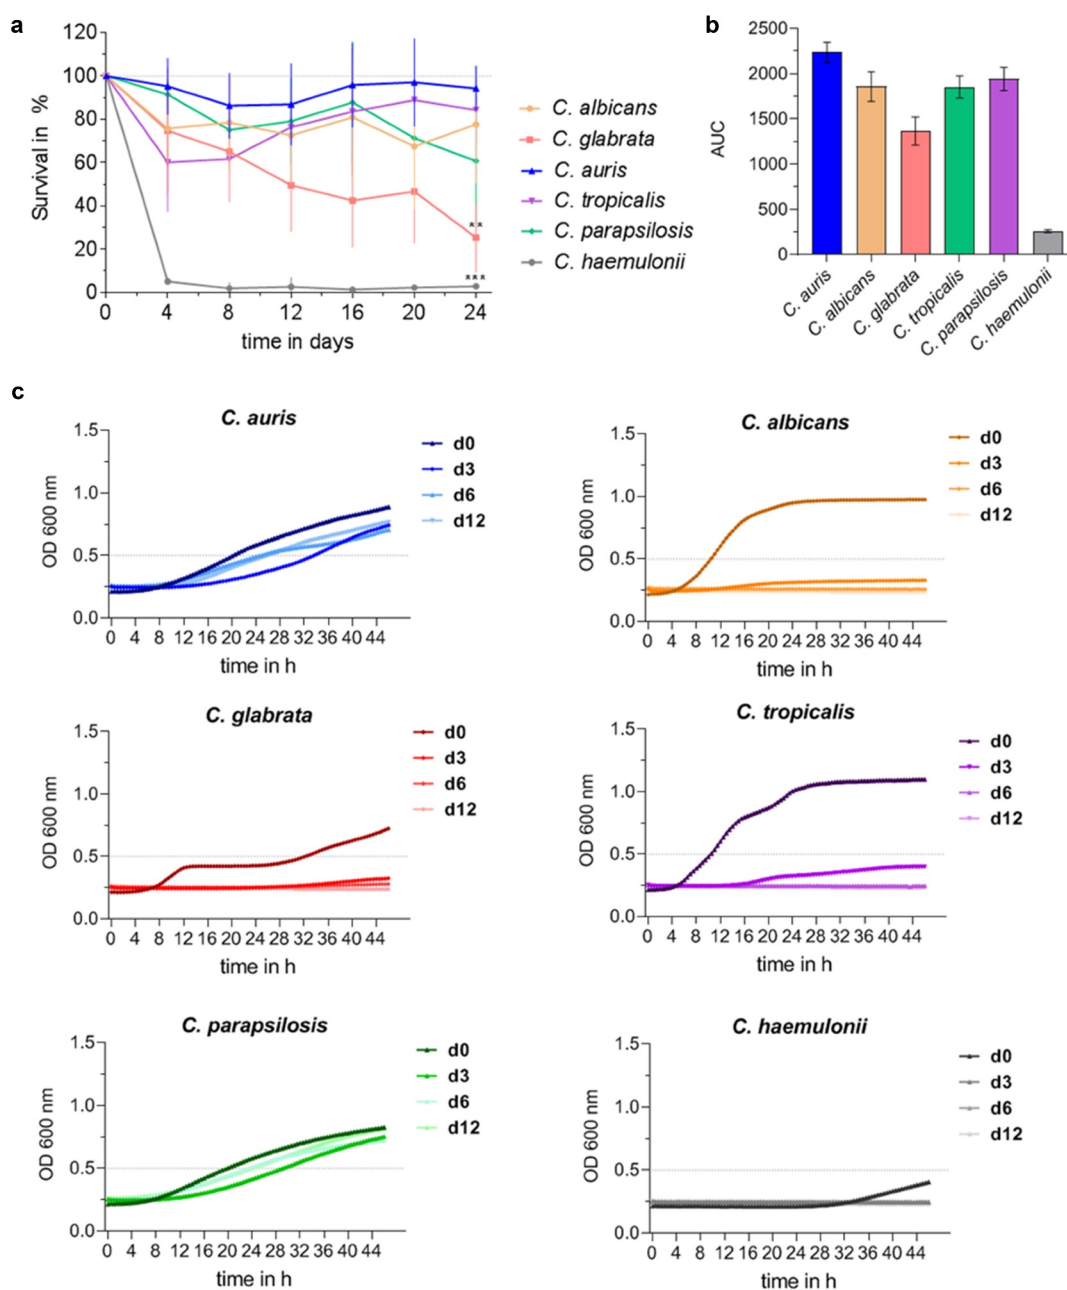 a
120
100
80
60
40
20
0
Survival in %
0 4 8 12 16 20 24
time in days
**
***
C. albicans
C. glabrata
C. auris
C. tropicalis
C. parapsilosis
C. haemulonii
b
2500
2000
1500
1000
500
0
AUC
C. auris
C. albicans
C. glabrata
C. tropicalis
C. parapsilosis
C. haemulonii
c
C. auris
1.5
1.0
0.5
0.0
OD 600 nm
0 4 8 12 16 20 24 28 32 36 40 44
time in h
d0
d3
d6
d12
C. albicans
1.5
1.0
0.5
0.0
OD 600 nm
0 4 8 12 16 20 24 28 32 36 40 44
time in h
d0
d3
d6
d12
C. glabrata
1.5
1.0
0.5
0.0
OD 600 nm
0 4 8 12 16 20 24 28 32 36 40 44
time in h
d0
d3
d6
d12
C. tropicalis
1.5
1.0
0.5
0.0
OD 600 nm
0 4 8 12 16 20 24 28 32 36 40 44
time in h
d0
d3
d6
d12
C. parapsilosis
1.5
1.0
0.5
0.0
OD 600 nm
0 4 8 12 16 20 24 28 32 36 40 44
time in h
d0
d3
d6
d12
C. haemulonii
1.5
1.0
0.5
0.0
OD 600 nm
0 4 8 12 16 20 24 28 32 36 40 44
time in h
d0
d3
d6
d12